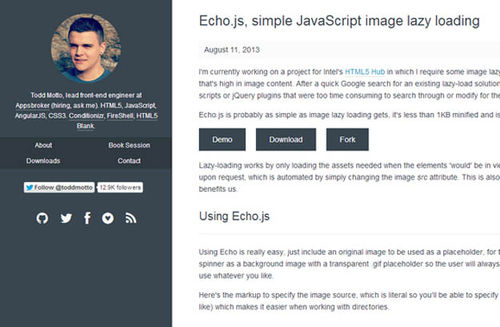 Todd Motto, lead front-end engineer at
Appsbroker (hiring, ask me). HTML5, JavaScript,
AngularJS, CSS3. Conditionizr, FireShell, HTML5
Blank.
About
Book Session
Downloads
Contact
Follow @toddmotto
12.9K followers
Echo.js, simple JavaScript image lazy loading
August 11, 2013
I'm currently working on a project for Intel's HTML5 Hub in which I require some image lazy
that's high in image content. After a quick Google search for an existing lazy-load solution
scripts or jQuery plugins that were too time consuming to search through or modify for the
Echo.js is probably as simple as image lazy loading gets, it's less than 1KB minified and is
Demo
Download
Fork
Lazy-loading works by only loading the assets needed when the elements 'would' be in vie
upon request, which is automated by simply changing the image src attribute. This is also
benefits us.
Using Echo.js
Using Echo is really easy, just include an original image to be used as a placeholder, for t
spinner as a background image with a transparent .gif placeholder so the user will always
use whatever you like.
Here's the markup to specify the image source, which is literal so you'll be able to specify
like) which makes it easier when working with directories.